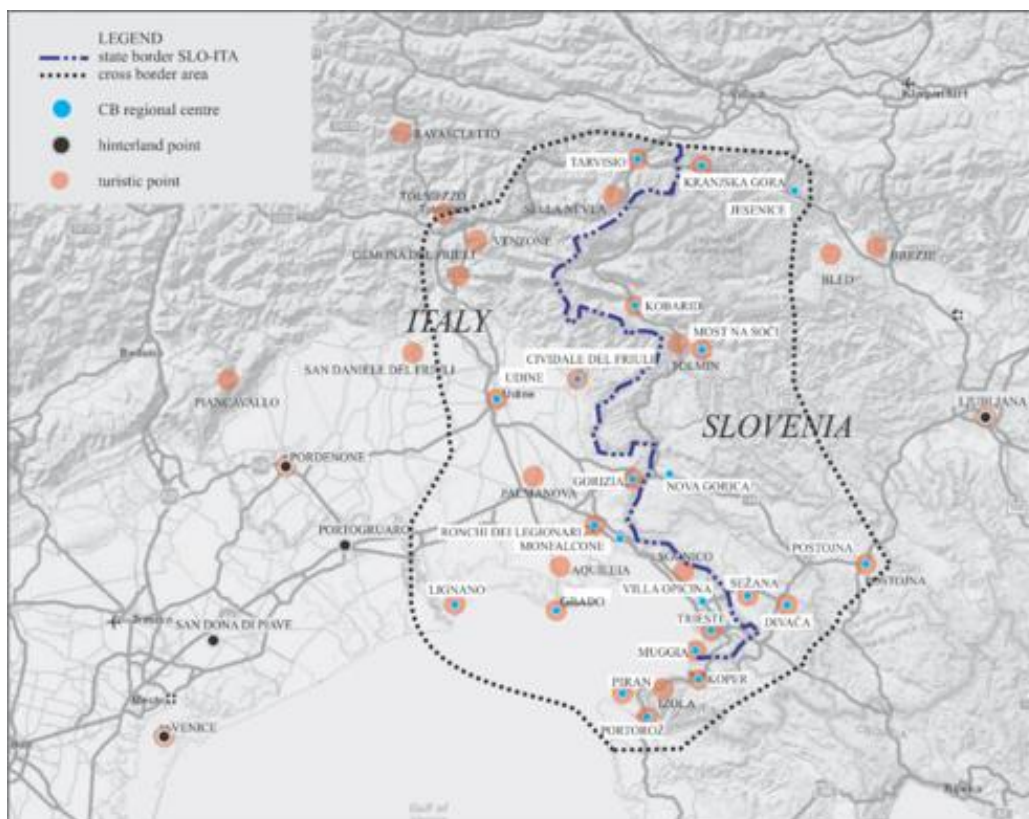 LEGEND
state border SLO-ITA
cross border area
CB regional centre
hinterland point
turistic point
RAVASCLETTO
TARVISIO
KRANJSKA GORA
JESENICE
SELLA NEVEA
TOLMEZZO
VENZONE
GEMONA DEL FRIULI
BLED
BREZJE
KOBARID
ITALY
MOST NA SOČI
TOLMIN
CIVIDALE DEL FRIULI
SAN DANIELE DEL FRIULI
UDINE
Udine
PIANCAVALLO
SLOVENIA
LJUBLJANA
PORDENONE
GORIZIA
NOVA GORICA
PALMANOVA
RONCHI DEI LEGIONARI
MONFALCONE
PORTOGRUARO
POSTOJNA
POSTOJNA
AQUILEIA
SGONICO
VILLA OPICINA
SEŽANA
LIGNANO
GRADO
DIVAČA
TRIESTE
SAN DONA DI PIAVE
MUGGIA
KOPER
PIRAN
IZOLA
PORTOROŽ
VENICE
Gulf of